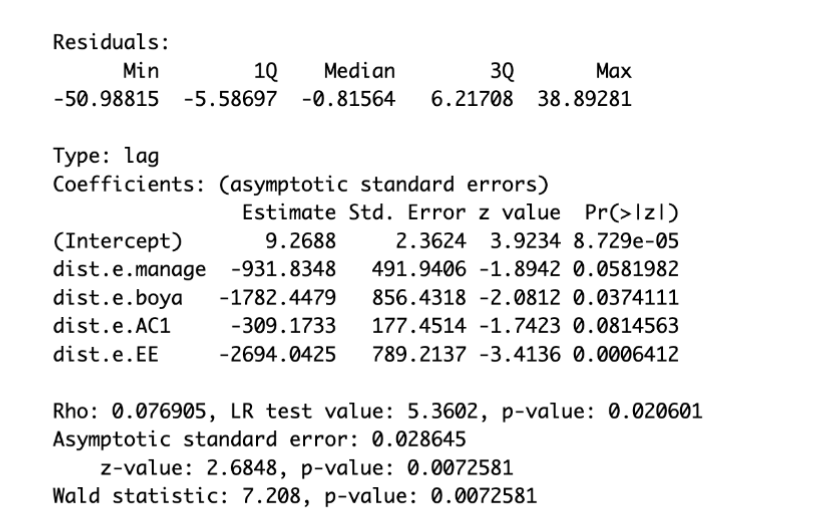 Residuals:
Min 1Q Median 3Q Max
-50.98815 -5.58697 -0.81564 6.21708 38.89281
Type: lag
Coefficients: (asymptotic standard errors)
Estimate Std. Error z value Pr(>|z|)
(Intercept) 9.2688 2.3624 3.9234 8.729e-05
dist.e.manage -931.8348 491.9406 -1.8942 0.0581982
dist.e.boya -1782.4479 856.4318 -2.0812 0.0374111
dist.e.AC1 -309.1733 177.4514 -1.7423 0.0814563
dist.e.EE -2694.0425 789.2137 -3.4136 0.0006412
Rho: 0.076905, LR test value: 5.3602, p-value: 0.020601
Asymptotic standard error: 0.028645
z-value: 2.6848, p-value: 0.0072581
Wald statistic: 7.208, p-value: 0.0072581